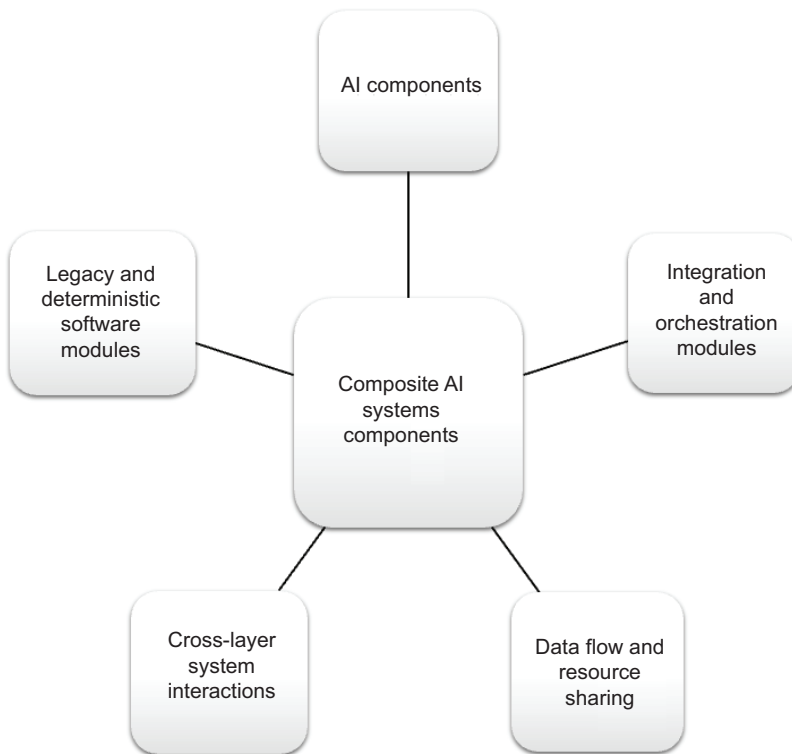 AI components
Legacy and
deterministic
software
modules
Integration
and
orchestration
modules
Composite AI
systems
components
Cross-layer
system
interactions
Data flow and
resource
sharing